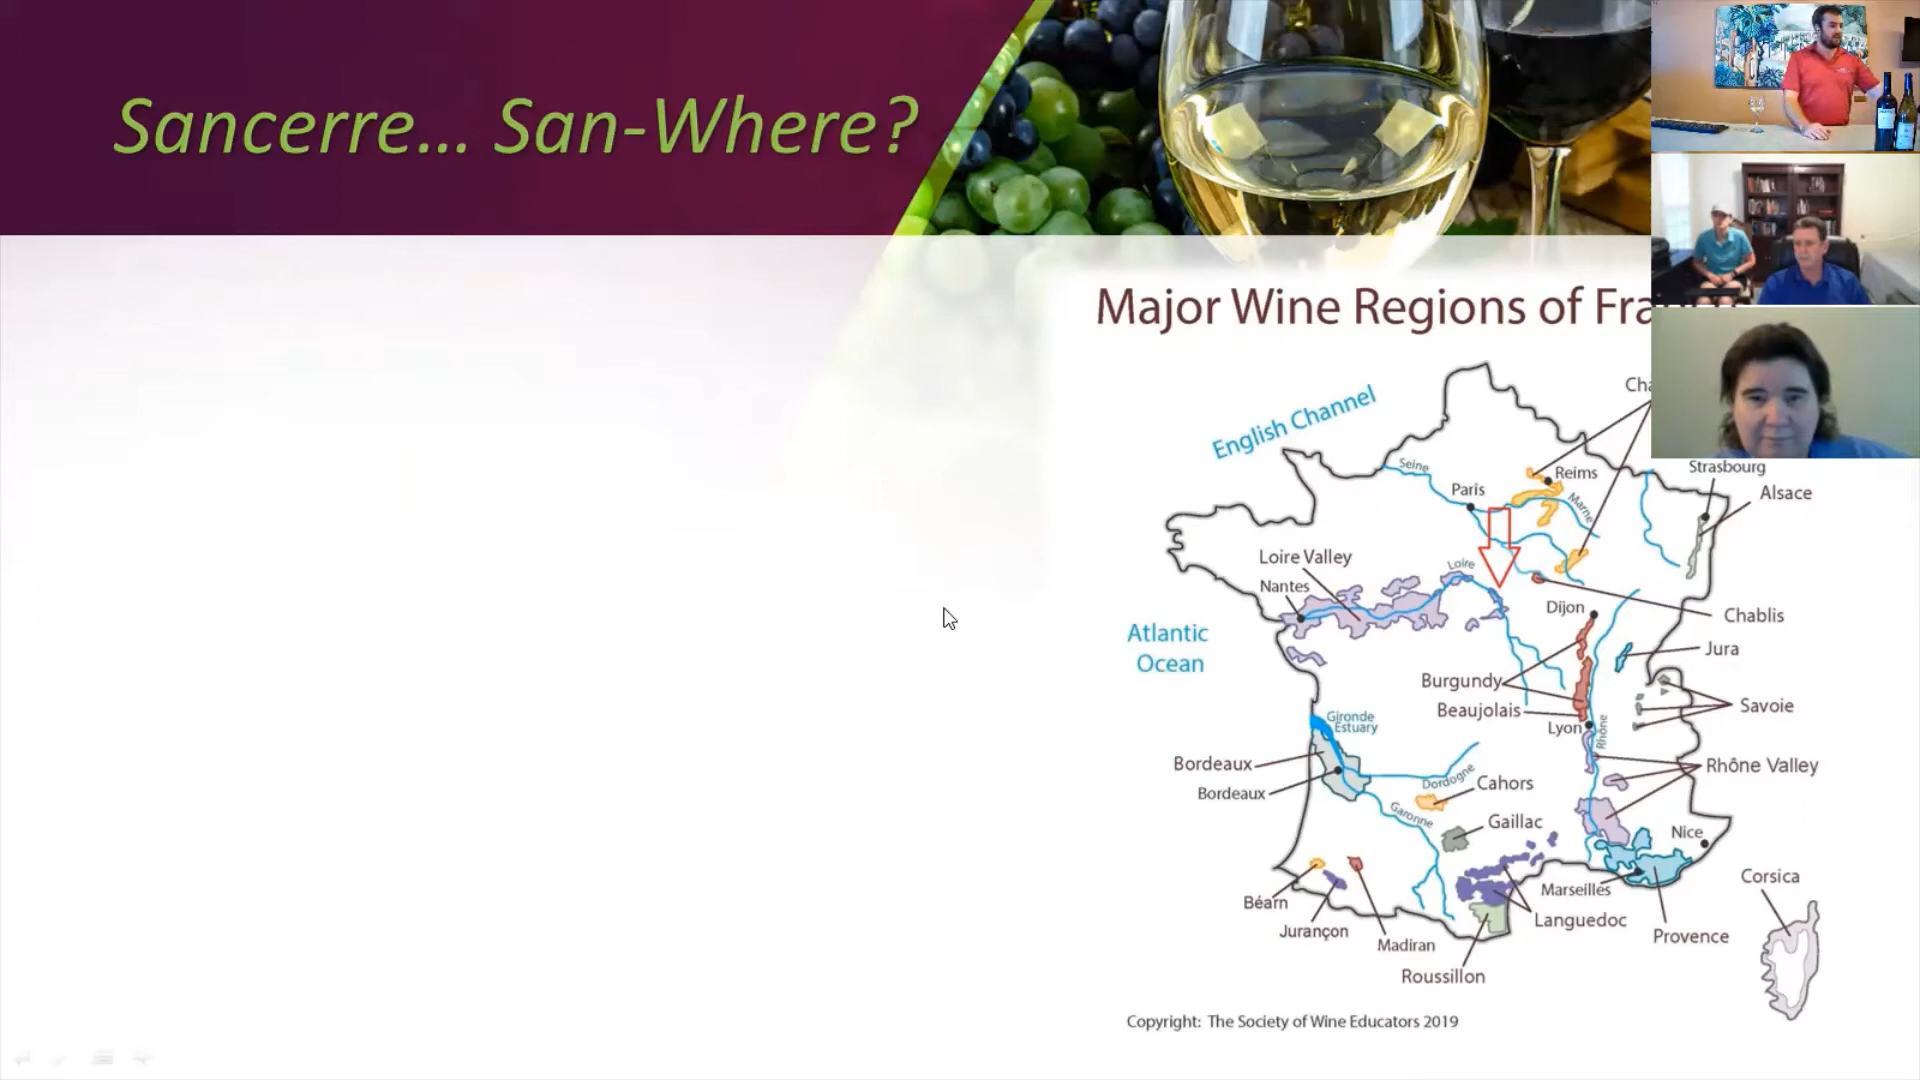 Sancerre... San-Where?
Major Wine Regions of
English Channel
Seine
Reims
Strasbourg
Paris
Marne
Alsace
Loire Valley
Loire
Nantes
Dijon
Chablis
Atlantic
Ocean
Jura
Burgundy
Beaujolais
Savoie
Gironde
Estuary
Lyon
Rhône
Bordeaux
Rhône Valley
Dordogne
Cahors
Bordeaux
Garonne
Gaillac
Nice
Corsica
Marseilles
Béarn
Languedoc
Jurançon
Provence
Madiran
Roussillon
Copyright: The Society of Wine Educators 2019